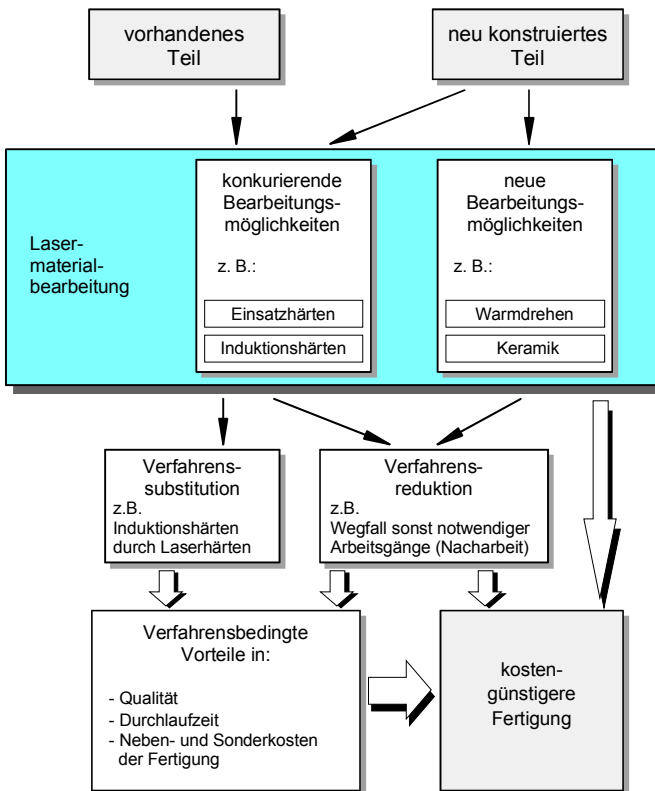 vorhandenes
Teil
neu konstruiertes
Teil
Laser-
material-
bearbeitung
konkurierende
Bearbeitungs-
möglichkeiten
z. B.:
Einsatzhärten
Induktionshärten
neue
Bearbeitungs-
möglichkeiten
z. B.:
Warmdrehen
Keramik
Verfahrens-
substitution
z.B.
Induktionshärten
durch Laserhärten
Verfahrens-
reduktion
z.B.
Wegfall sonst notwendiger
Arbeitsgänge (Nacharbeit)
Verfahrensbedingte
Vorteile in:
- Qualität
- Durchlaufzeit
- Neben- und Sonderkosten
der Fertigung
kosten-
günstigere
Fertigung